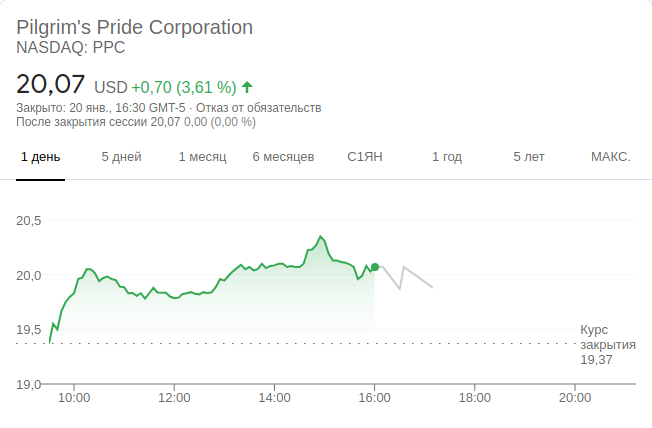 Pilgrim's Pride Corporation
NASDAQ: PPC
20,07 USD +0,70 (3,61 %)
Закрыто: 20 янв., 16:30 GMT-5 · Отказ от обязательств
После закрытия сессии 20,07 0,00 (0,00 %)
1 день 5 дней 1 месяц 6 месяцев С1ЯН 1 год 5 лет МАКС.
20,5
20,0
19,5
Курс
закрытия
19,37
19,0
10:00 12:00 14:00 16:00 18:00 20:00